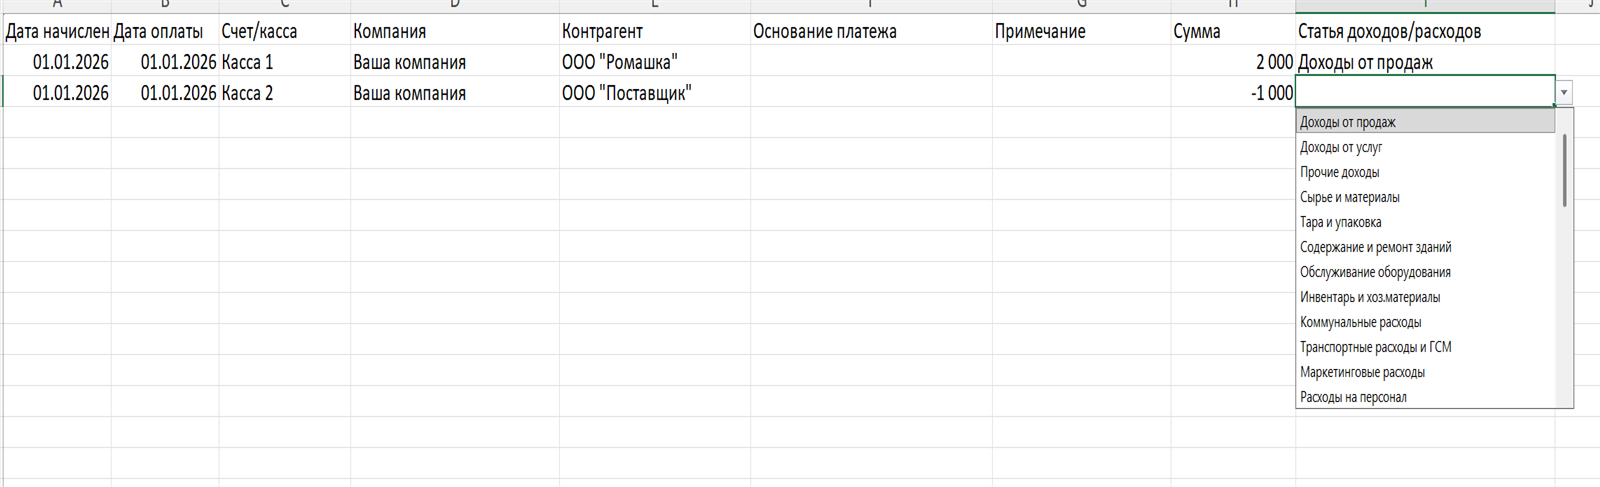 A B C D E F G H I J
Дата начислен Дата оплаты Счет/касса Компания Контрагент Основание платежа Примечание Сумма Статья доходов/расходов
01.01.2026 01.01.2026 Касса 1 Ваша компания ООО "Ромашка" 2 000 Доходы от продаж
01.01.2026 01.01.2026 Касса 2 Ваша компания ООО "Поставщик" -1 000
Доходы от продаж
Доходы от услуг
Прочие доходы
Сырье и материалы
Тара и упаковка
Содержание и ремонт зданий
Обслуживание оборудования
Инвентарь и хоз.материалы
Коммунальные расходы
Транспортные расходы и ГСМ
Маркетинговые расходы
Расходы на персонал